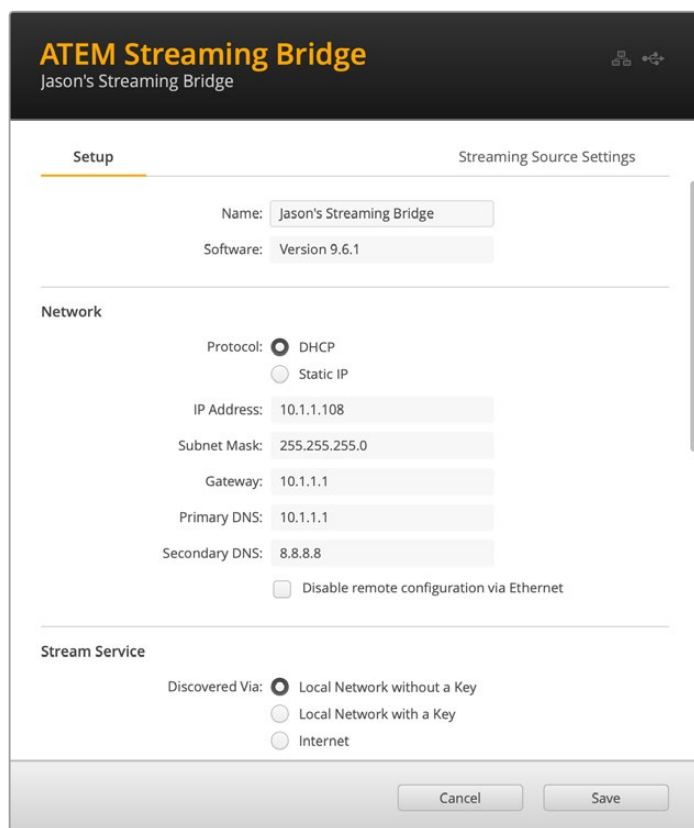 ATEM Streaming Bridge
Jason's Streaming Bridge
Setup Streaming Source Settings
Name: Jason's Streaming Bridge
Software: Version 9.6.1
Network
Protocol: DHCP
Static IP
IP Address: 10.1.1.108
Subnet Mask: 255.255.255.0
Gateway: 10.1.1.1
Primary DNS: 10.1.1.1
Secondary DNS: 8.8.8.8
Disable remote configuration via Ethernet
Stream Service
Discovered Via: Local Network without a Key
Local Network with a Key
Internet
Cancel Save